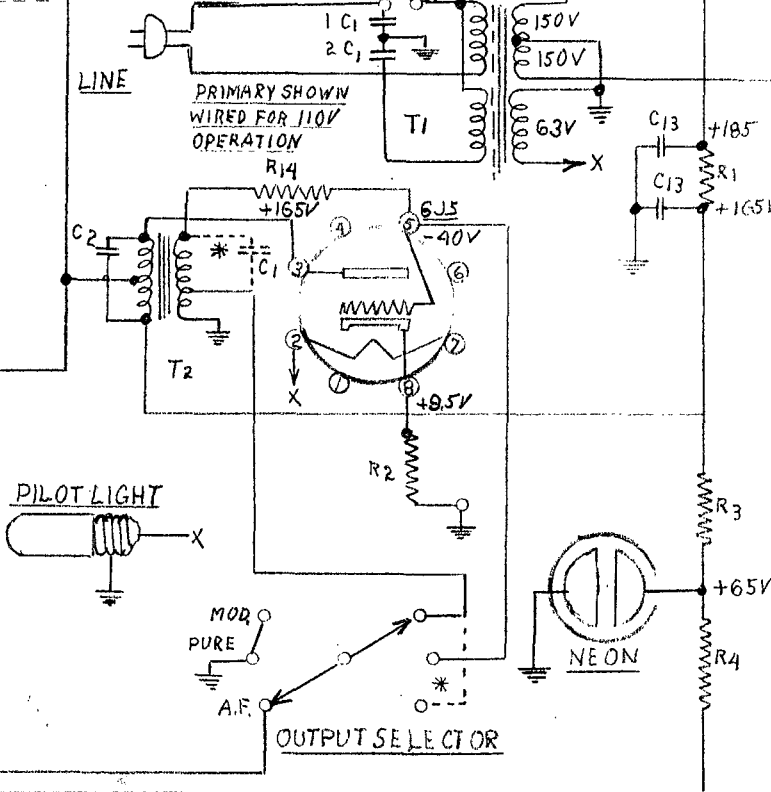 1 C1
2 C1
150V
150V
LINE
PRIMARY SHOWN
WIRED FOR 110V
OPERATION
T1
63V
X
C13
+185
R1
C13
+165V
R14
+165V
6J5
-40V
C2
*
C1
4
5
3
6
2
7
1
8
T2
X
+8.5V
R2
PILOT LIGHT
X
R3
+65V
MOD.
PURE
NEON
R4
*
A.F.
OUTPUT SELECTOR